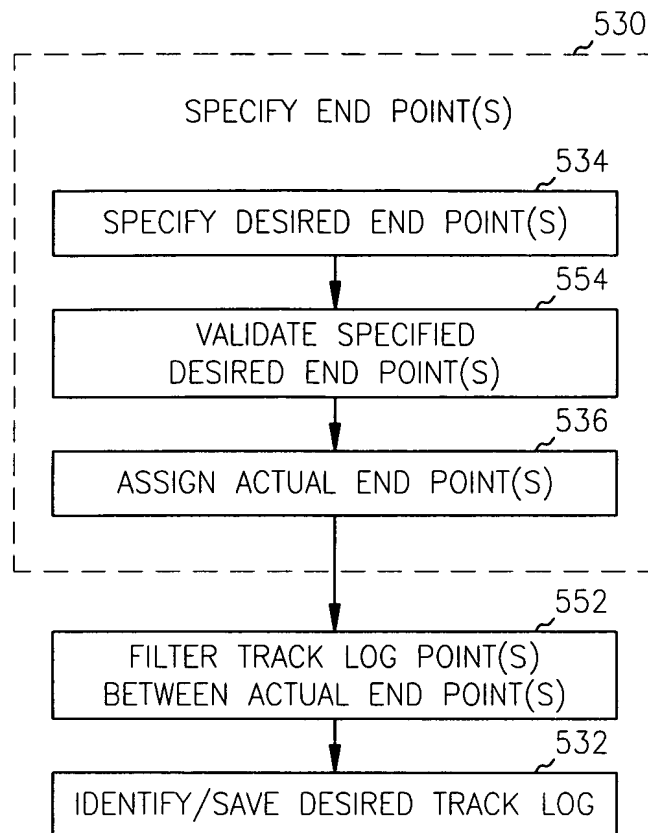 530
SPECIFY END POINT(S)
534
SPECIFY DESIRED END POINT(S)
554
VALIDATE SPECIFIED
DESIRED END POINT(S)
536
ASSIGN ACTUAL END POINT(S)
552
FILTER TRACK LOG POINT(S)
BETWEEN ACTUAL END POINT(S)
532
IDENTIFY/SAVE DESIRED TRACK LOG